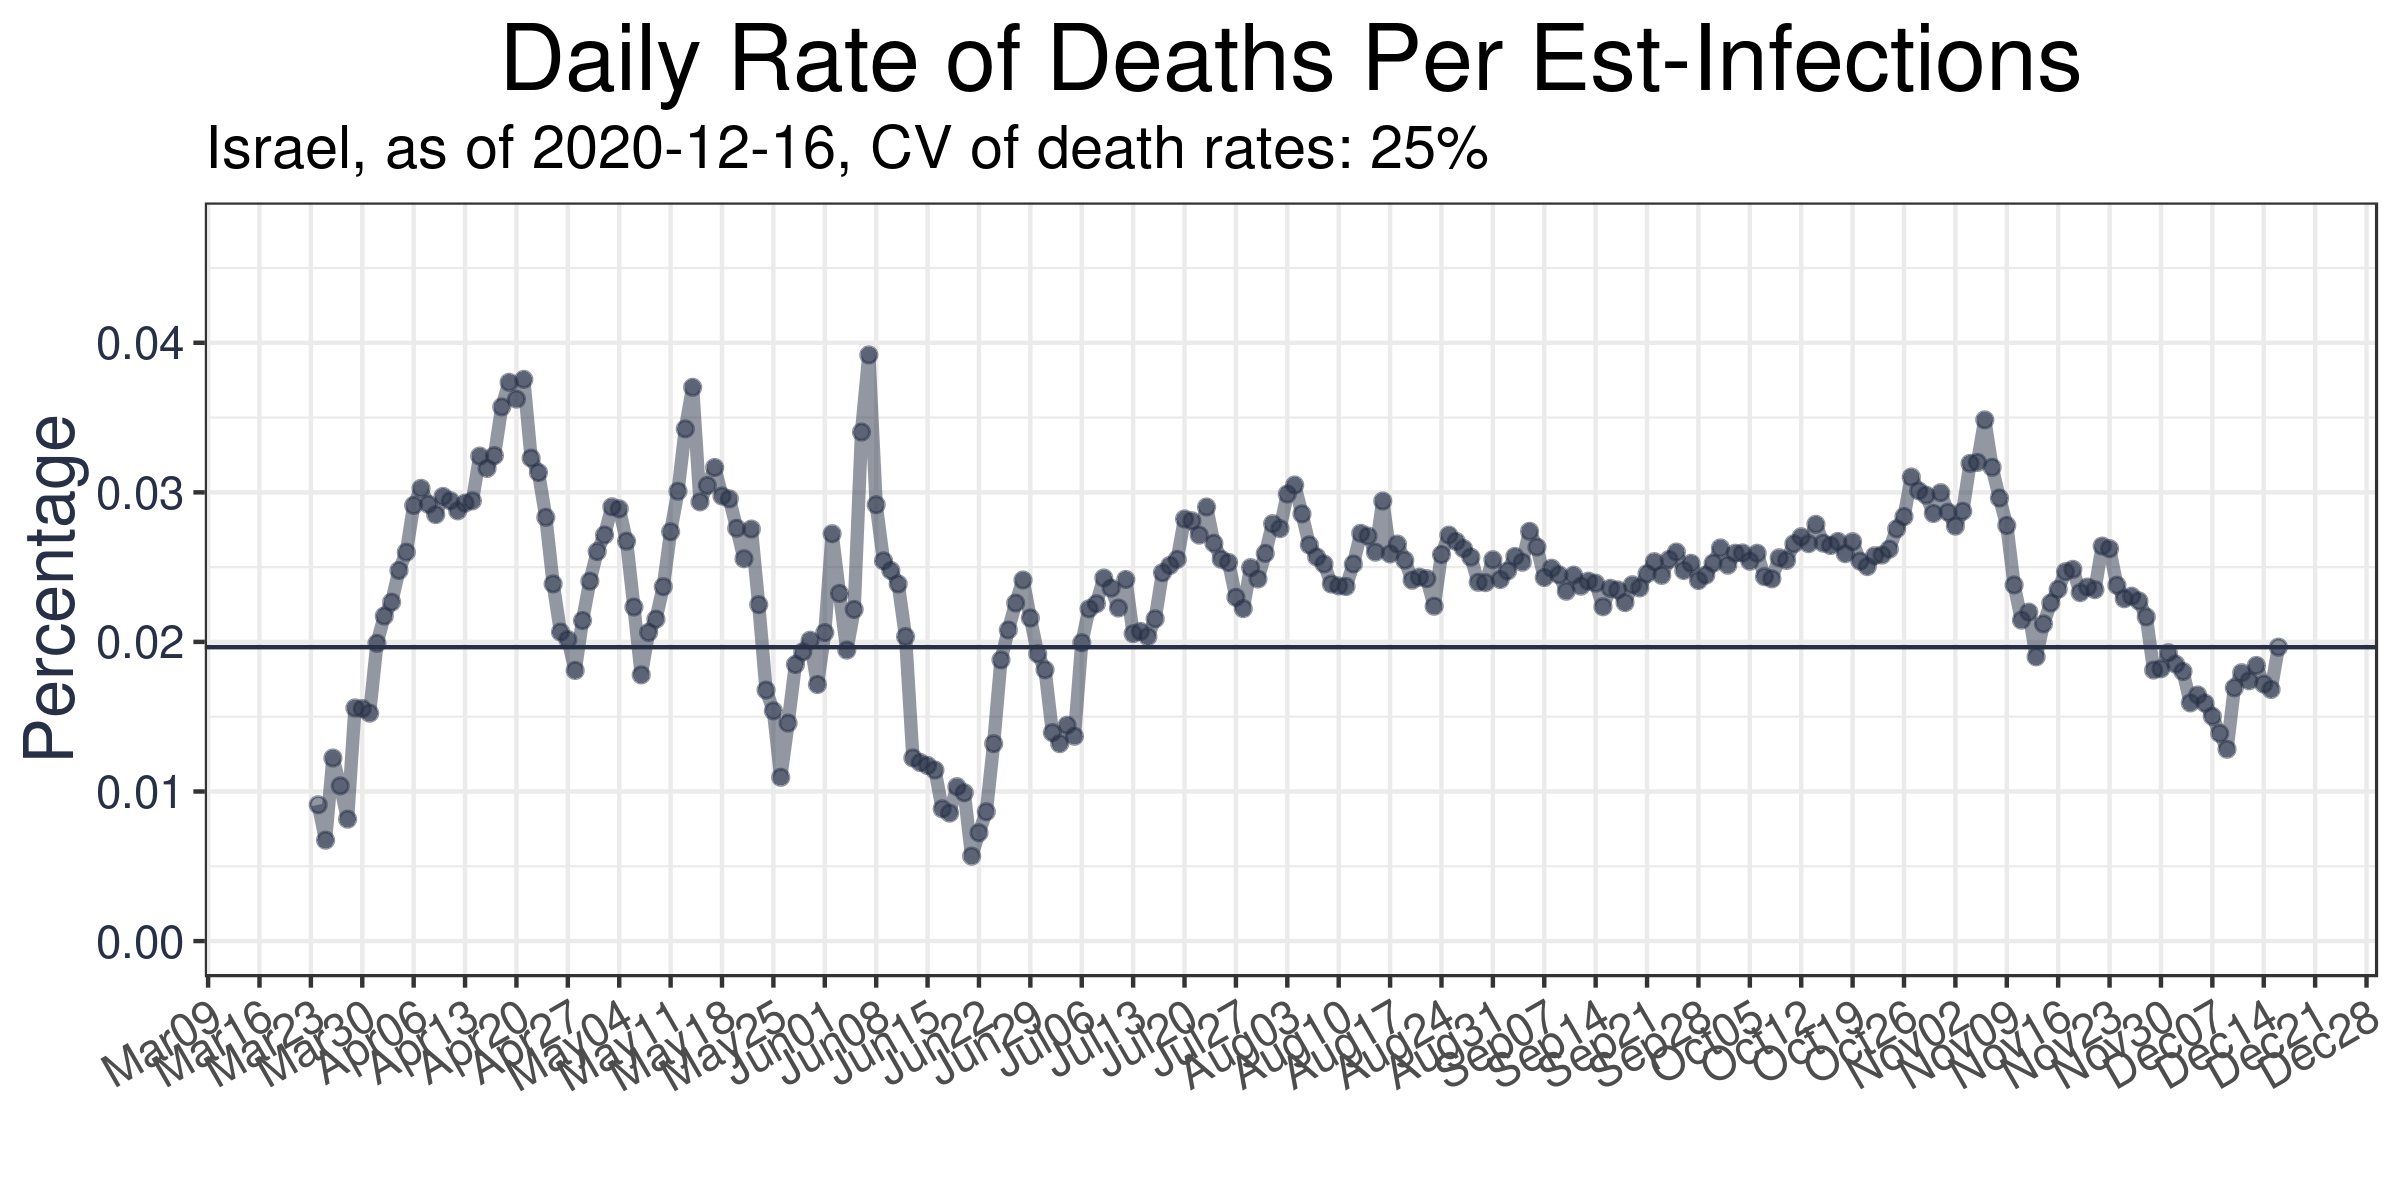 Daily Rate of Deaths Per Est-Infections
Israel, as of 2020-12-16, CV of death rates: 25%
Percentage
0.04
0.03
0.02
0.01
0.00
Mar09 Mar16 Mar23 Mar30 Apr06 Apr13 Apr20 Apr27 May04 May11 May18 May25 Jun01 Jun08 Jun15 Jun22 Jun29 Jul06 Jul13 Jul20 Jul27 Aug03 Aug10 Aug17 Aug24 Aug31 Sep07 Sep14 Sep21 Sep28 Oct05 Oct12 Oct19 Oct26 Nov02 Nov09 Nov16 Nov23 Nov30 Dec07 Dec14 Dec21 Dec28